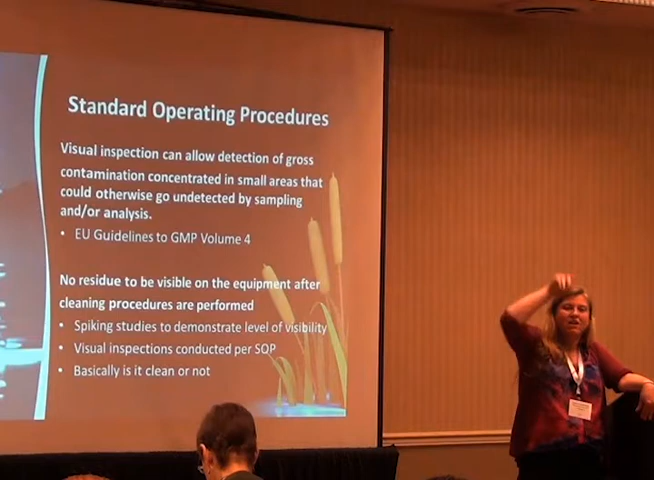 Standard Operating Procedures
Visual inspection can allow detection of gross
contamination concentrated in small areas that
could otherwise go undetected by sampling
and/or analysis.
• EU Guidelines to GMP Volume 4
No residue to be visible on the equipment after
cleaning procedures are performed
• Spiking studies to demonstrate level of visibility
• Visual inspections conducted per SOP
• Basically is it clean or not